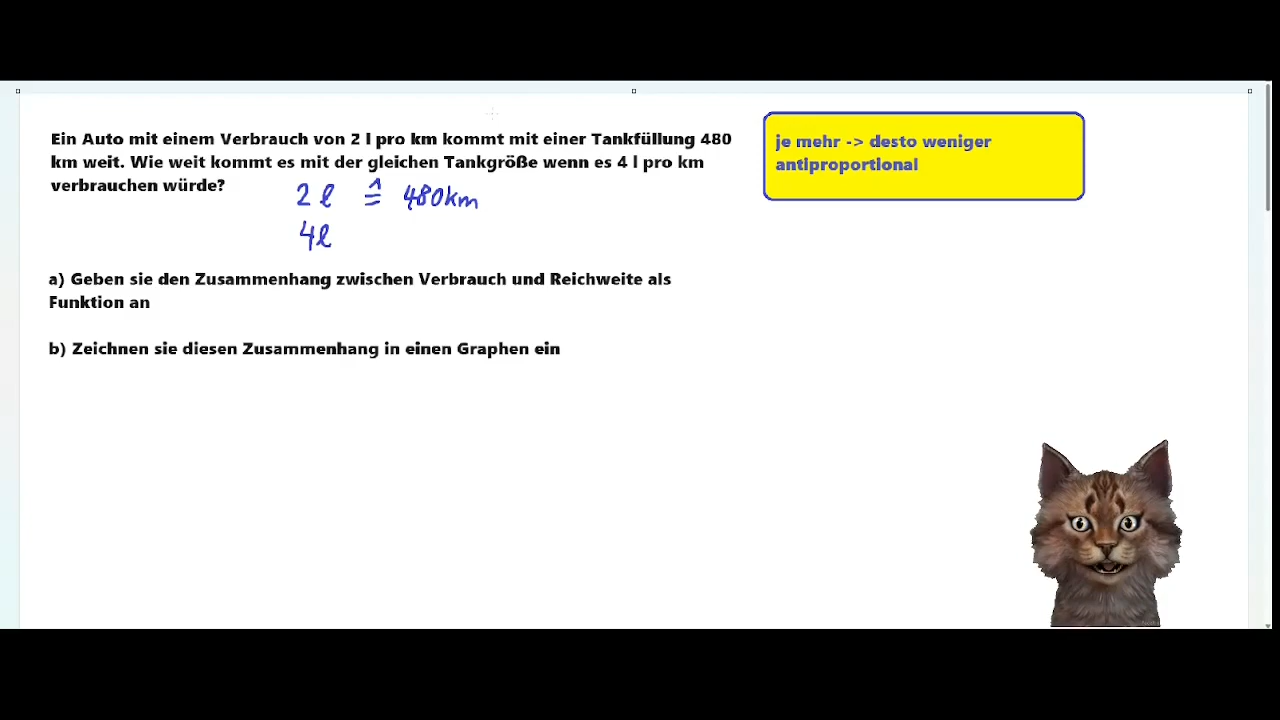 Ein Auto mit einem Verbrauch von 2 l pro km kommt mit einer Tankfüllung 480
km weit. Wie weit kommt es mit der gleichen Tankgröße wenn es 4 l pro km
verbrauchen würde?
2 l ≙ 480km
4l
a) Geben sie den Zusammenhang zwischen Verbrauch und Reichweite als
Funktion an
b) Zeichnen sie diesen Zusammenhang in einen Graphen ein
je mehr -> desto weniger
antiproportional